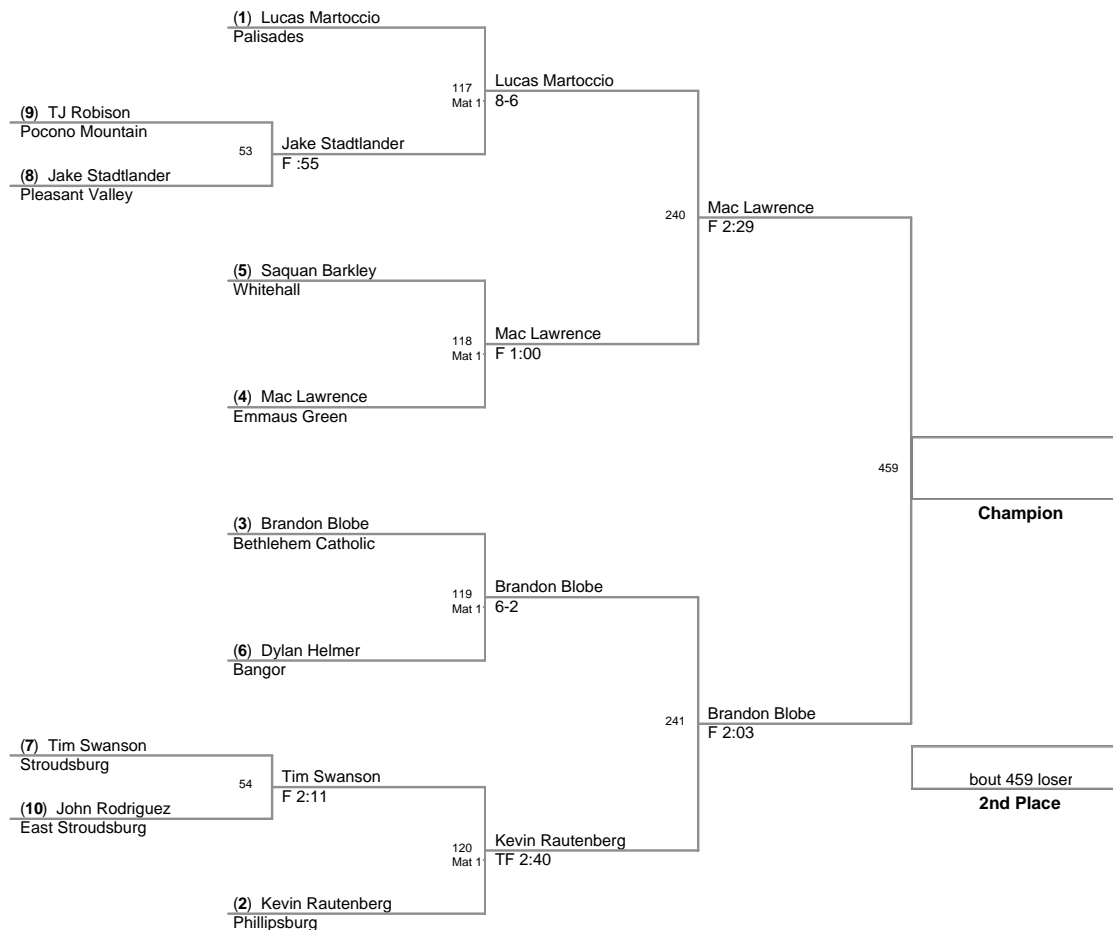 (1) Lucas Martoccio
Palisades
117
Mat 1
Lucas Martoccio
8-6
(9) TJ Robison
Pocono Mountain
53
Jake Stadtlander
F :55
(8) Jake Stadtlander
Pleasant Valley
240
Mac Lawrence
F 2:29
(5) Saquan Barkley
Whitehall
118
Mat 1
Mac Lawrence
F 1:00
(4) Mac Lawrence
Emmaus Green
459
Champion
(3) Brandon Blobe
Bethlehem Catholic
119
Mat 1
Brandon Blobe
6-2
(6) Dylan Helmer
Bangor
241
Brandon Blobe
F 2:03
(7) Tim Swanson
Stroudsburg
54
Tim Swanson
F 2:11
(10) John Rodriguez
East Stroudsburg
bout 459 loser
2nd Place
120
Mat 1
Kevin Rautenberg
TF 2:40
(2) Kevin Rautenberg
Phillipsburg